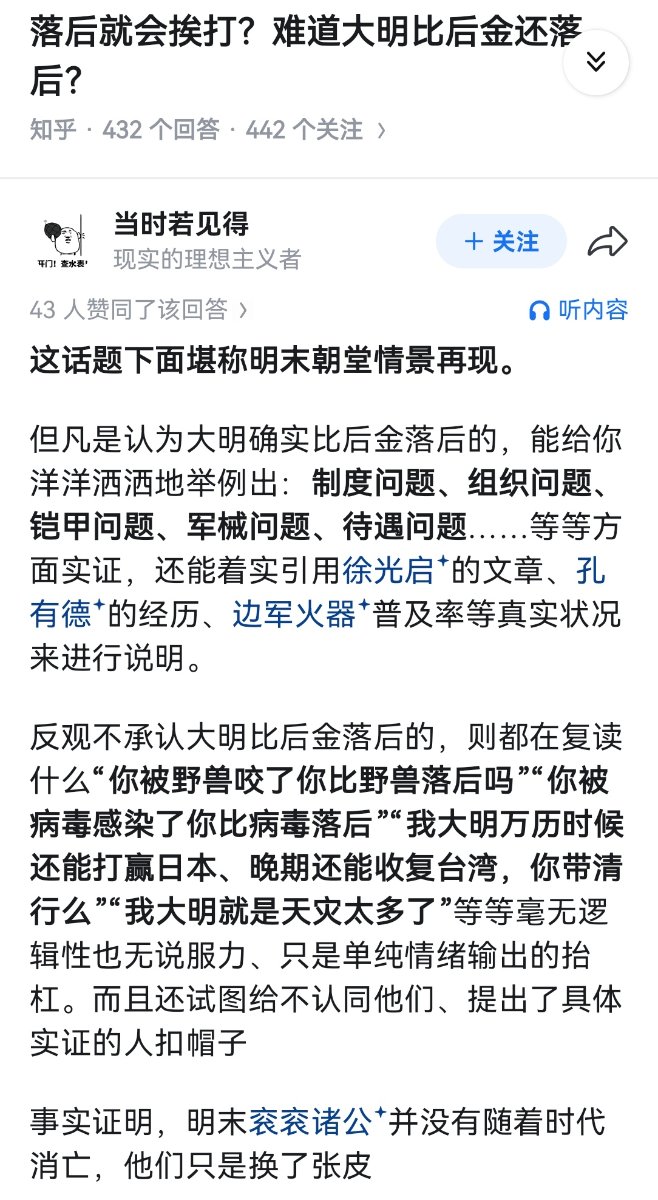 落后就会挨打？难道大明比后金还落
后？
知乎 · 432 个回答 · 442 个关注 〉
当时若见得
+ 关注
现实的理想主义者
43 人赞同了该回答 〉
听内容
这话题下面堪称明末朝堂情景再现。
但凡是认为大明确实比后金落后的，能给你
洋洋洒洒地举例出：制度问题、组织问题、
铠甲问题、军械问题、待遇问题……等等方
面实证，还能着实引用徐光启的文章、孔
有德的经历、边军火器普及率等真实状况
来进行说明。
反观不承认大明比后金落后的，则都在复读
什么“你被野兽咬了你比野兽落后吗”“你被
病毒感染了你比病毒落后”“我大明万历时候
还能打赢日本、晚期还能收复台湾，你带清
行么”“我大明就是天灾太多了”等等毫无逻
辑性也无说服力、只是单纯情绪输出的抬
杠。而且还试图给不认同他们、提出了具体
实证的人扣帽子
事实证明，明末衮衮诸公并没有随着时代
消亡，他们只是换了张皮